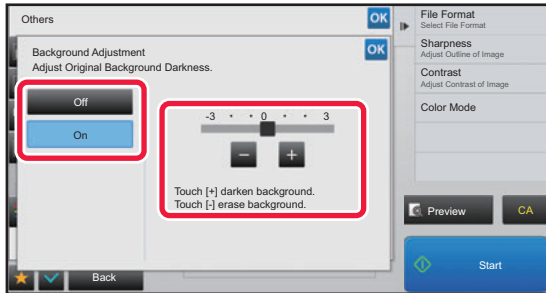 Others
OK
Background Adjustment
OK
Adjust Original Background Darkness.
Off
On
-3 • • 0 • • 3
− +
Touch [+] darken background.
Touch [-] erase background.
Back
File Format
Select File Format
Sharpness
Adjust Outline of Image
Contrast
Adjust Contrast of Image
Color Mode
Preview
CA
Start